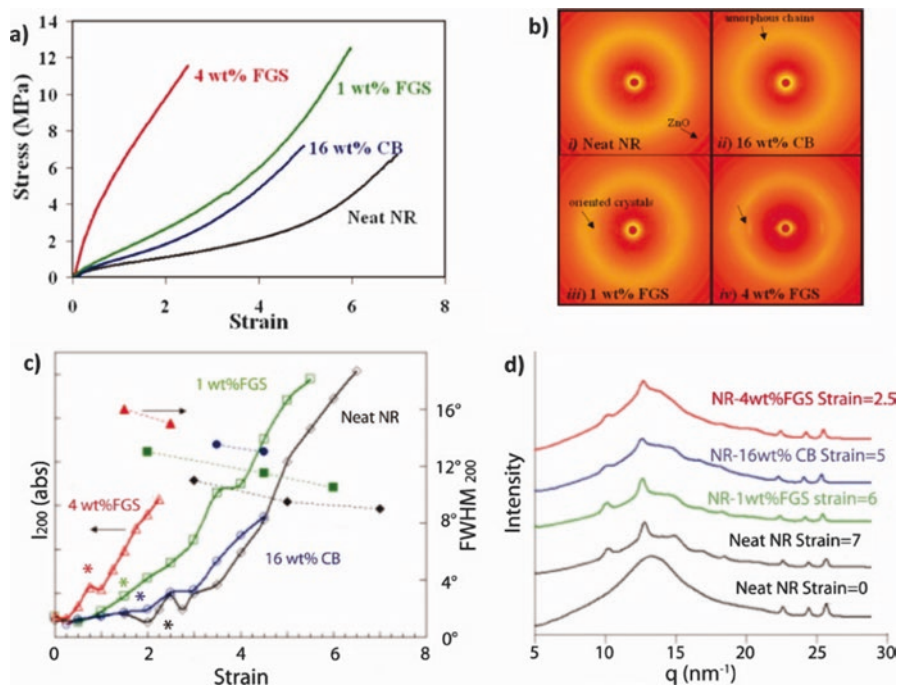 a)
Stress (MPa)
14
12
10
8
6
4
2
0
4 wt% FGS
1 wt% FGS
16 wt% CB
Neat NR
0
2
4
6
8
Strain
b)
amorphous chains
ZnO
i) Neat NR
ii) 16 wt% CB
oriented crystals
iii) 1 wt% FGS
iv) 4 wt% FGS
c)
I200 (abs)
1 wt%FGS
Neat NR
4 wt%FGS
16 wt% CB
*
*
*
*
16°
12°
8°
4°
0°
FWHM 200
0
2
4
6
8
Strain
d)
Intensity
NR-4wt%FGS Strain=2.5
NR-16wt% CB Strain=5
NR-1wt%FGS strain=6
Neat NR Strain=7
Neat NR Strain=0
5
10
15
20
25
30
q (nm-1)